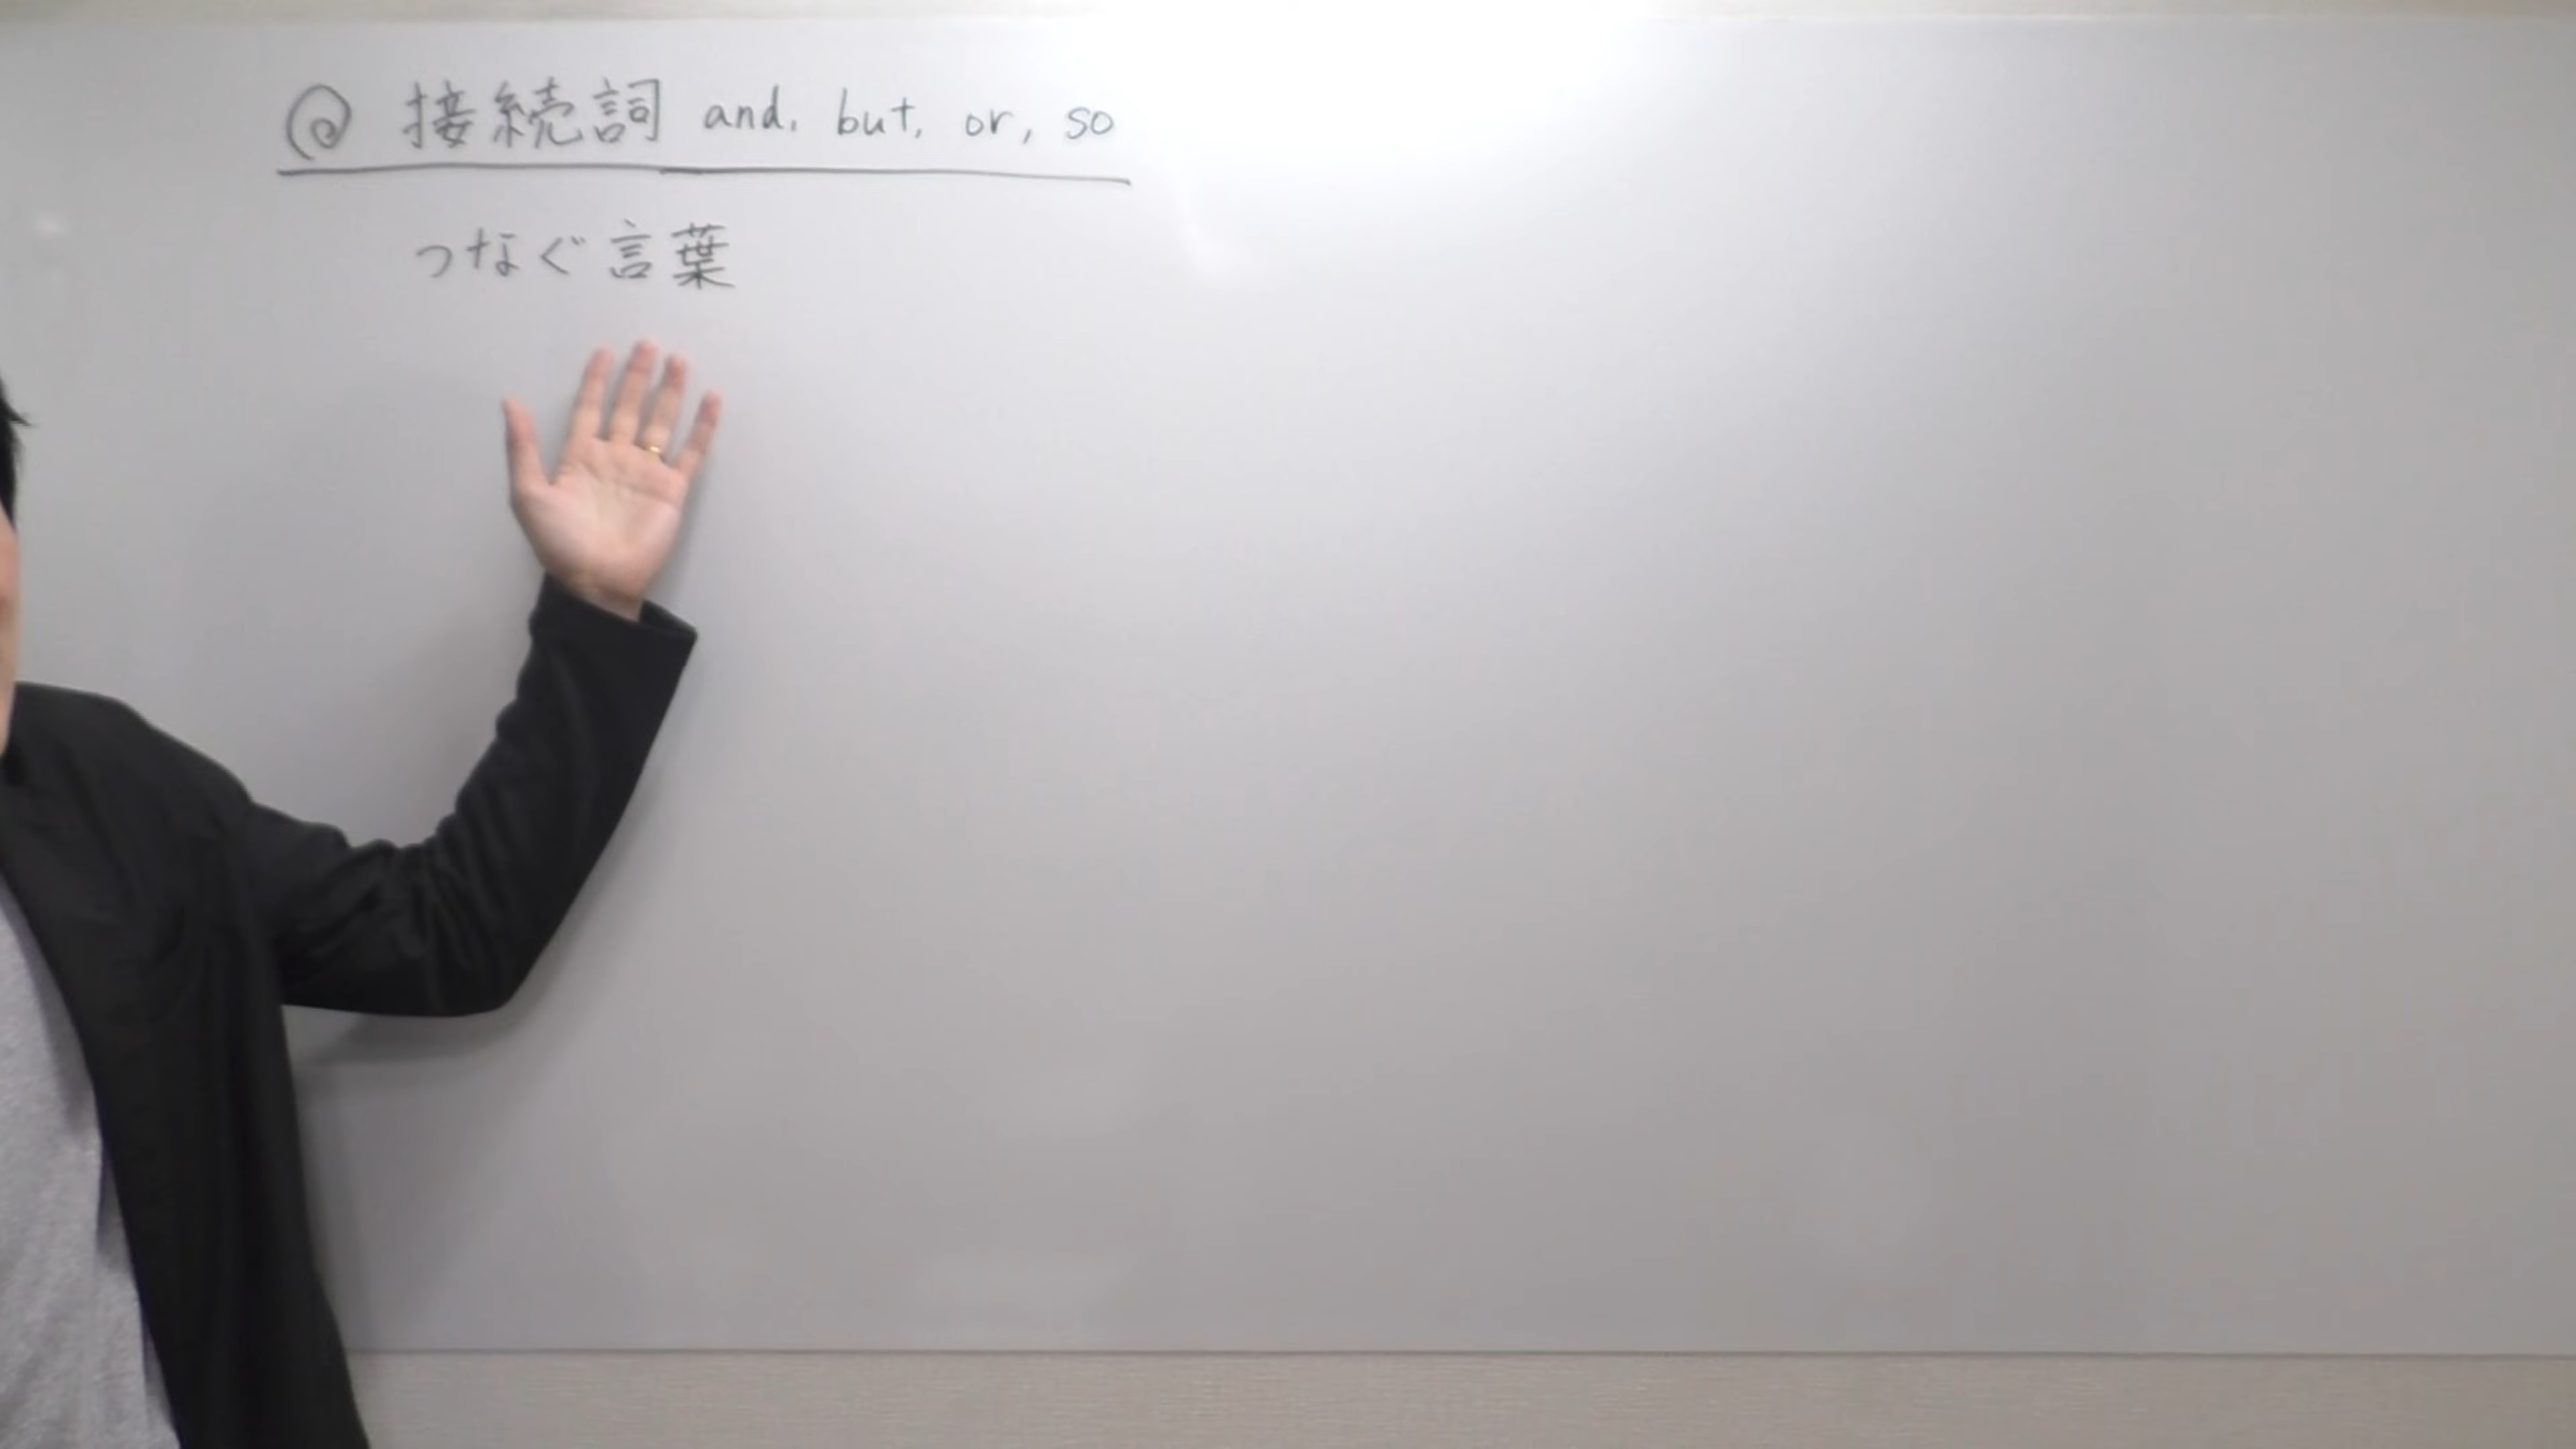 @ 接続詞 and, but, or, so
つなぐ言葉